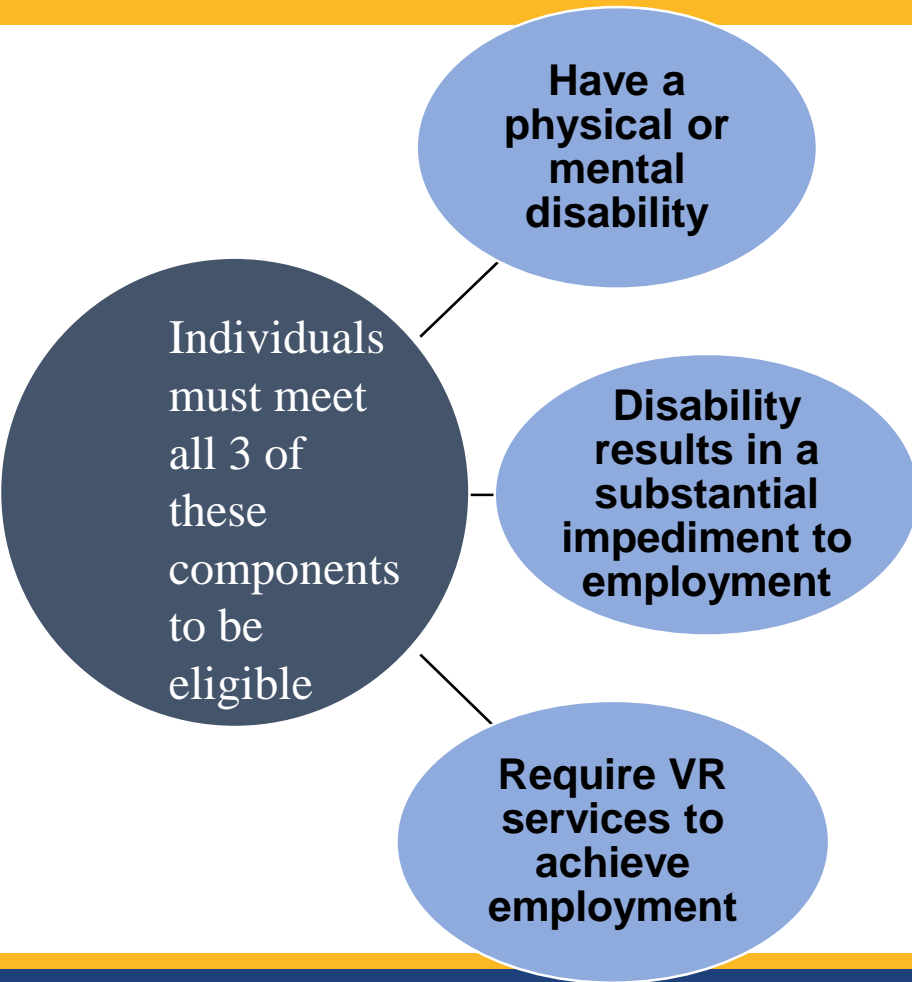 Have a
physical or
mental
disability
Individuals
must meet
all 3 of
these
components
to be
eligible
Disability
results in a
substantial
impediment to
employment
Require VR
services to
achieve
employment